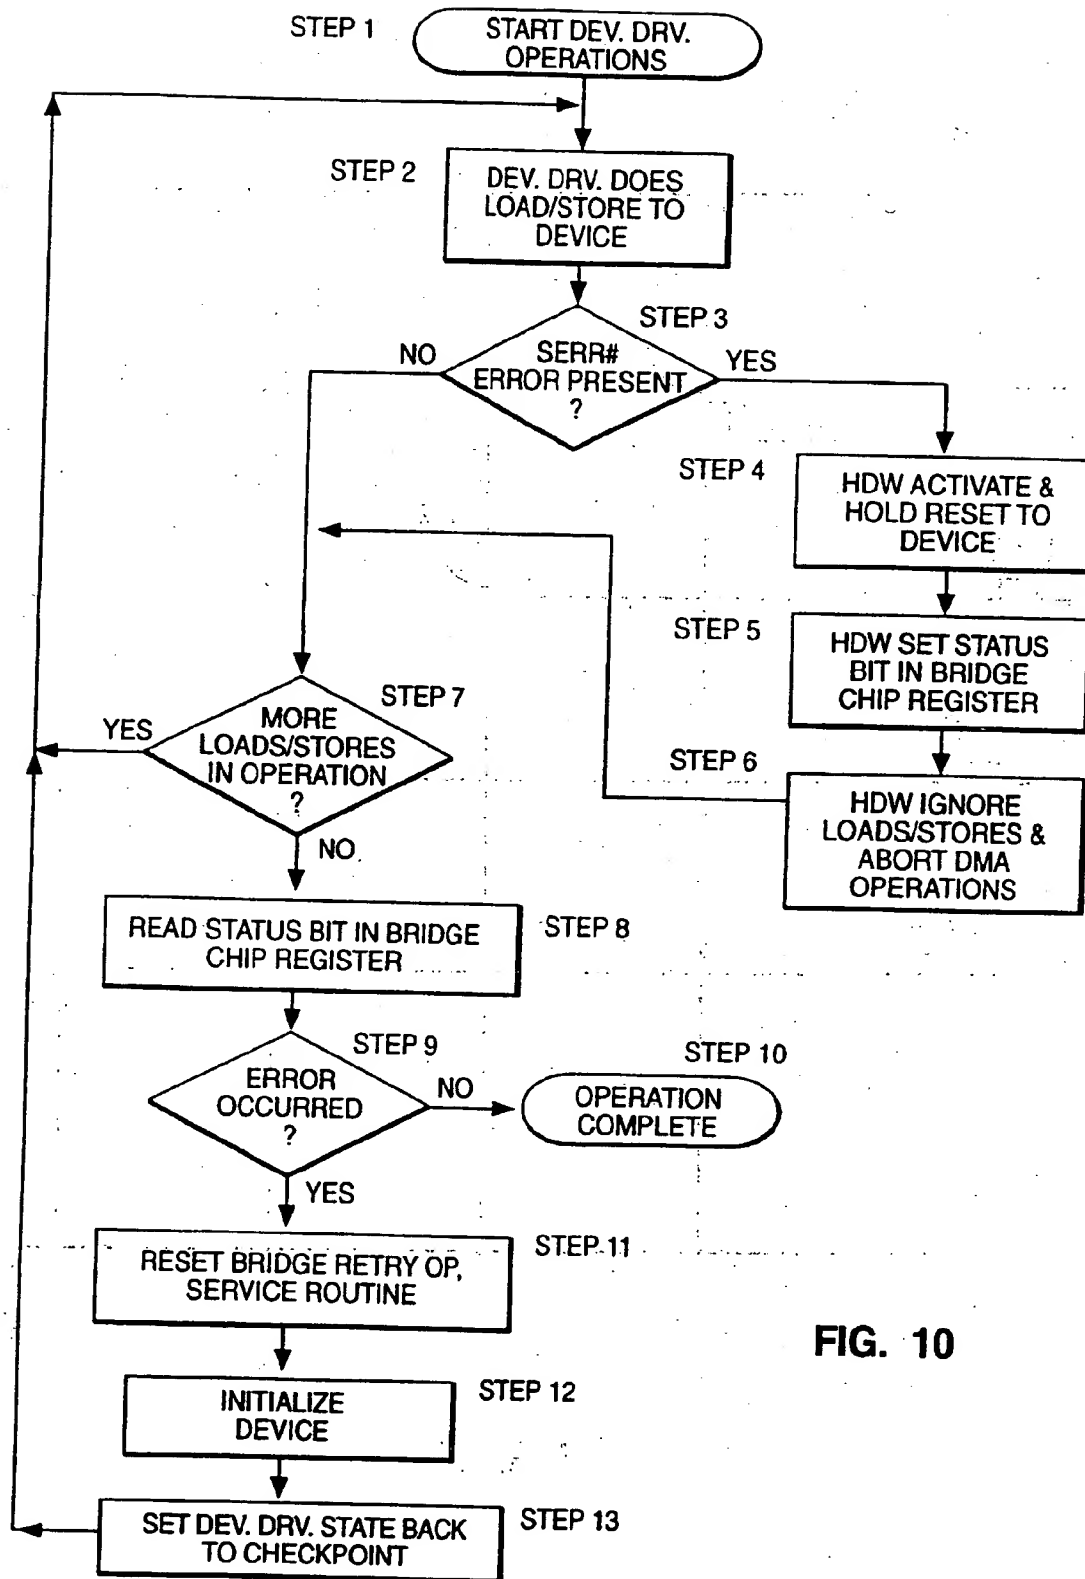 STEP 1
START DEV. DRV.
OPERATIONS
STEP 2
DEV. DRV. DOES
LOAD/STORE TO
DEVICE
STEP 3
SERR#
ERROR PRESENT
?
NO
YES
STEP 4
HDW ACTIVATE &
HOLD RESET TO
DEVICE
STEP 5
HDW SET STATUS
BIT IN BRIDGE
CHIP REGISTER
STEP 6
HDW IGNORE
LOADS/STORES &
ABORT DMA
OPERATIONS
STEP 7
MORE
LOADS/STORES
IN OPERATION
?
YES
NO
STEP 8
READ STATUS BIT IN BRIDGE
CHIP REGISTER
STEP 9
ERROR
OCCURRED
?
NO
STEP 10
OPERATION
COMPLETE
YES
STEP 11
RESET BRIDGE RETRY OP,
SERVICE ROUTINE
STEP 12
INITIALIZE
DEVICE
STEP 13
SET DEV. DRV. STATE BACK
TO CHECKPOINT
FIG. 10